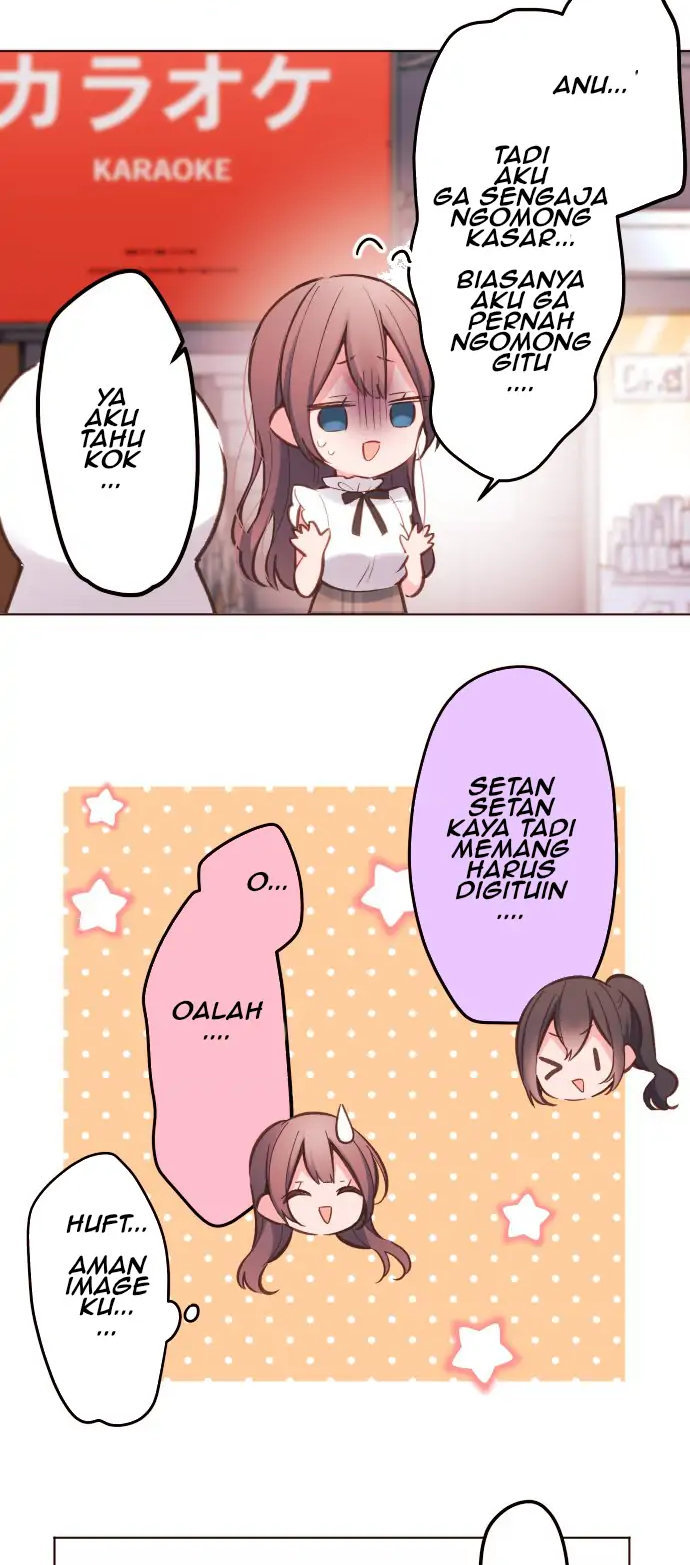 カラオケ
KARAOKE
ANU...
TADI
AKU
GA SENGAJA
NGOMONG
KASAR...
BIASANYA
AKU GA
PERNAH
NGOMONG
GITU
....
YA
AKU
TAHU
KOK
...
SETAN
SETAN
KAYA TADI
MEMANG
HARUS
DIGITUIN
....
O...
OALAH
....
HUFT...
AMAN
IMAGE
KU...
...